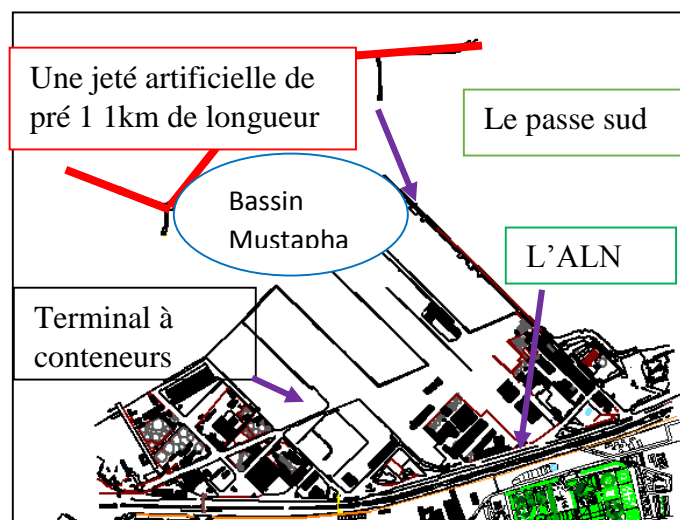 Une jeté artificielle de
pré 1 1km de longueur
Le passe sud
Bassin
Mustapha
L’ALN
Terminal à
conteneurs